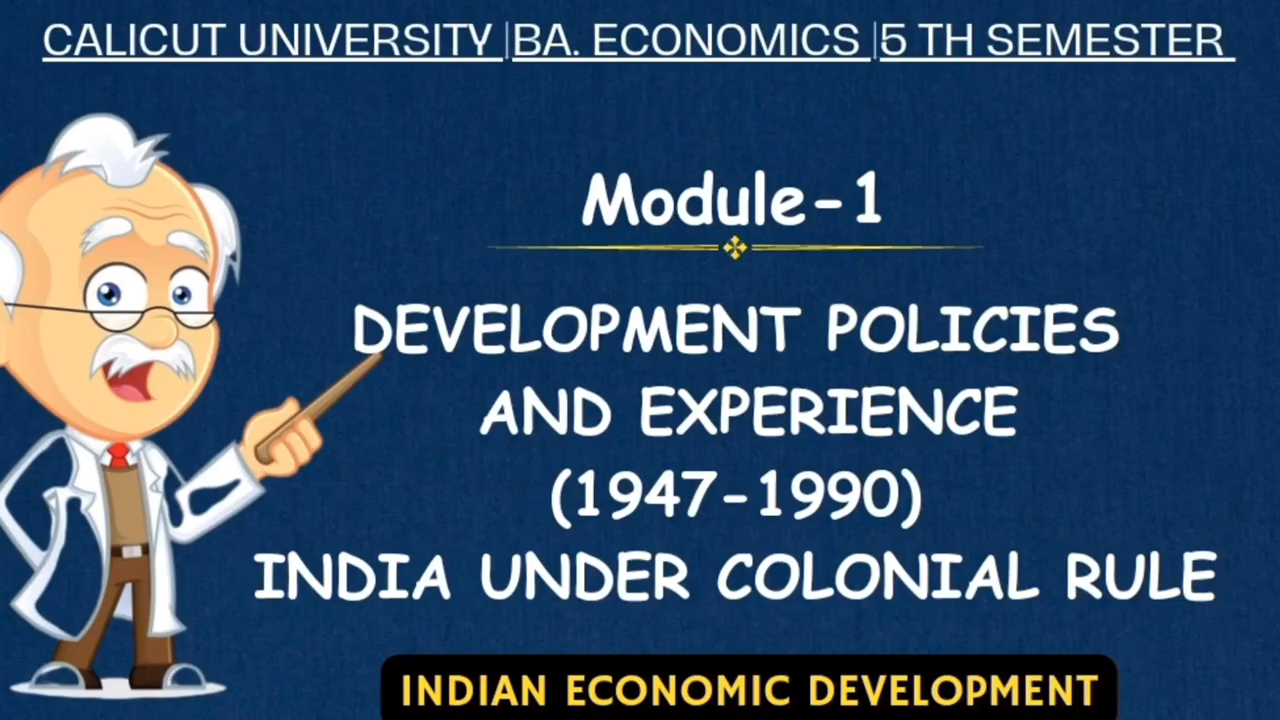 CALICUT UNIVERSITY |BA. ECONOMICS |5 TH SEMESTER
Module-1
DEVELOPMENT POLICIES
AND EXPERIENCE
(1947-1990)
INDIA UNDER COLONIAL RULE
INDIAN ECONOMIC DEVELOPMENT